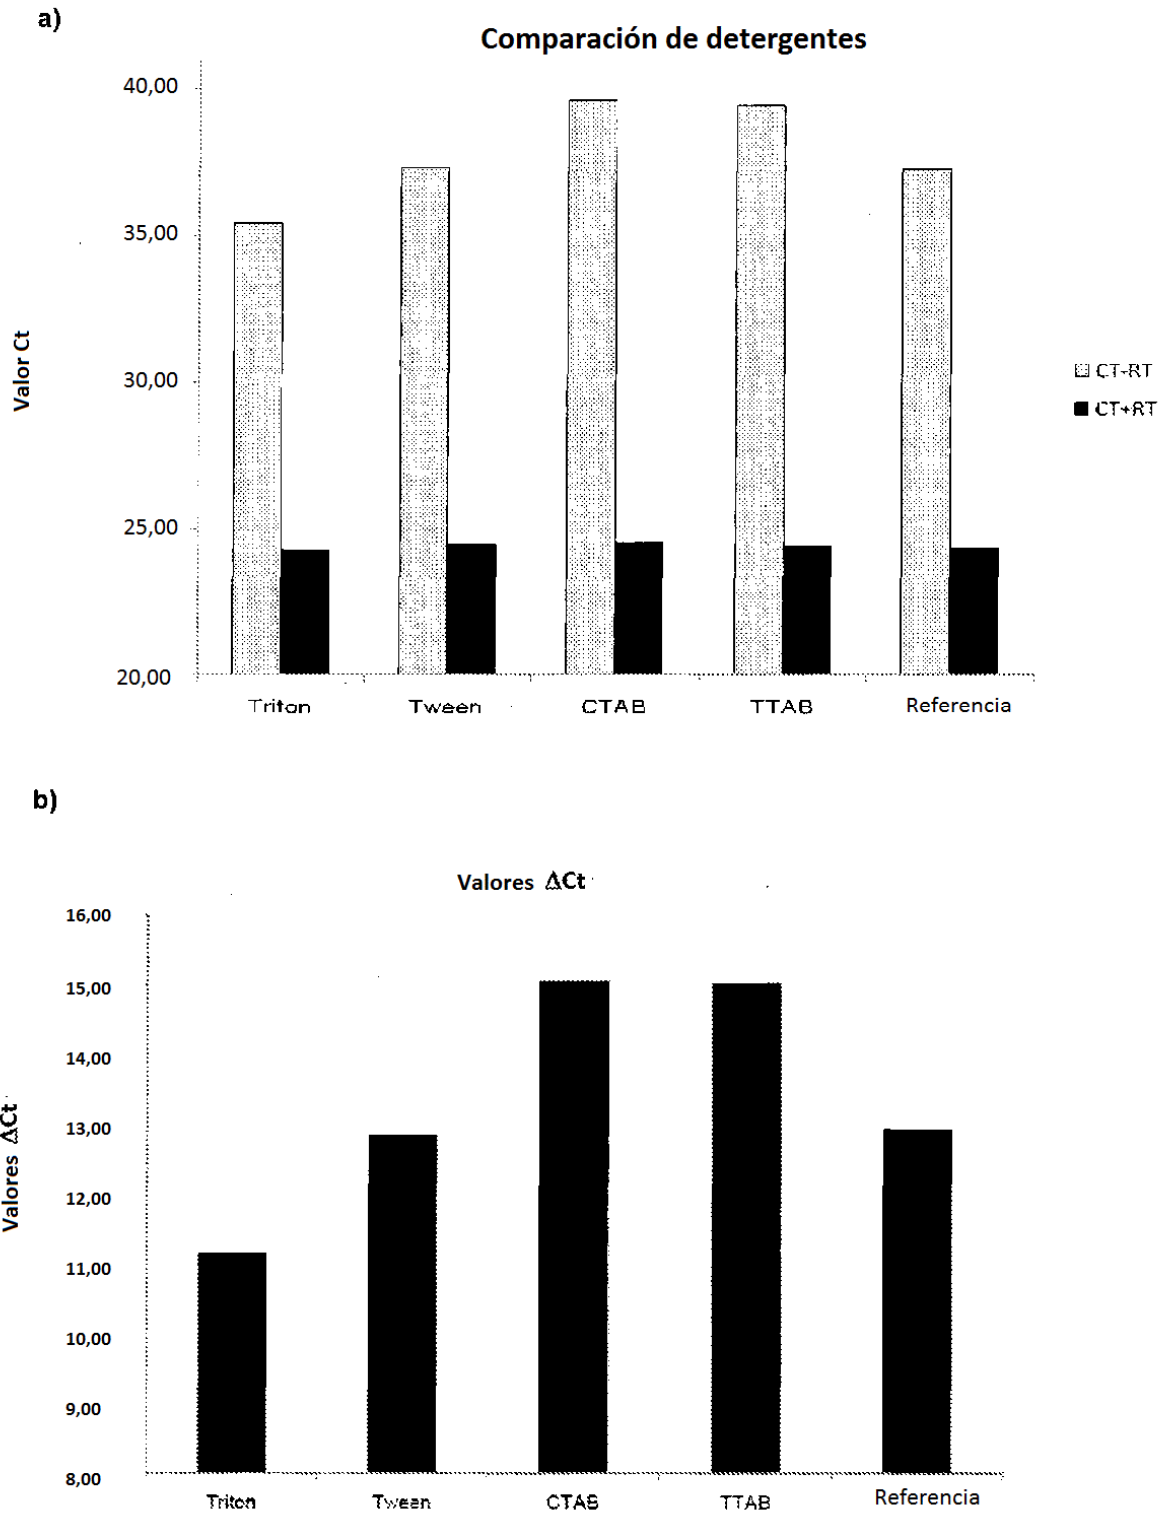 a)
Comparación de detergentes
40,00
35,00
30,00
25,00
20,00
Valor Ct
CT-RT
CT+RT
Triton
Tween
CTAB
TTAB
Referencia
b)
Valores ΔCt
16,00
15,00
14,00
13,00
12,00
11,00
10,00
9,00
8,00
Valores ΔCt
Triton
Tween
CTAB
TTAB
Referencia